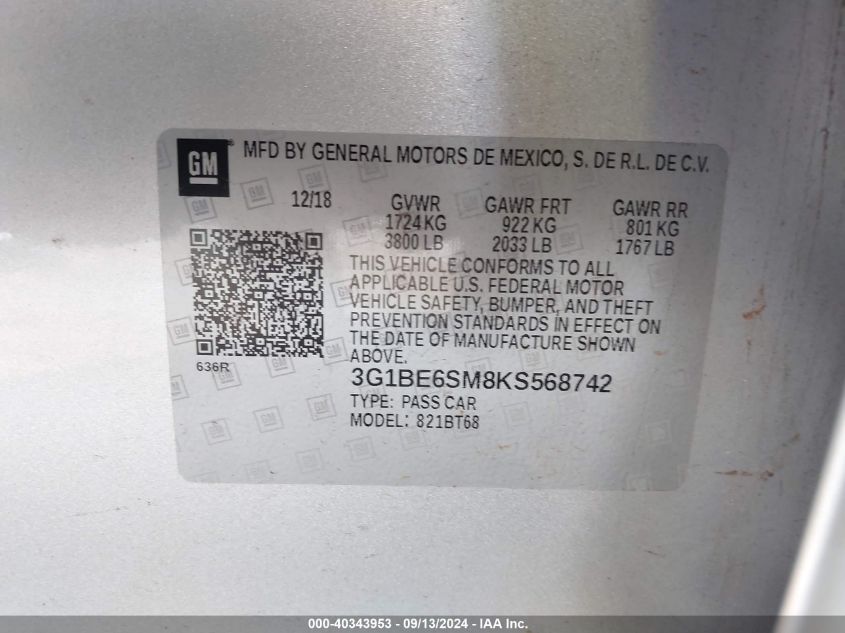 GM® MFD BY GENERAL MOTORS DE MEXICO, S. DE R.L. DE C.V.
12/18 GVWR GAWR FRT GAWR RR
1724 KG 922 KG 801 KG
3800 LB 2033 LB 1767 LB
THIS VEHICLE CONFORMS TO ALL
APPLICABLE U.S. FEDERAL MOTOR
VEHICLE SAFETY, BUMPER, AND THEFT
PREVENTION STANDARDS IN EFFECT ON
THE DATE OF MANUFACTURE SHOWN
ABOVE.
636R
3G1BE6SM8KS568742
TYPE: PASS CAR
MODEL: 821BT68
000-40343953 - 09/13/2024 - IAA Inc.